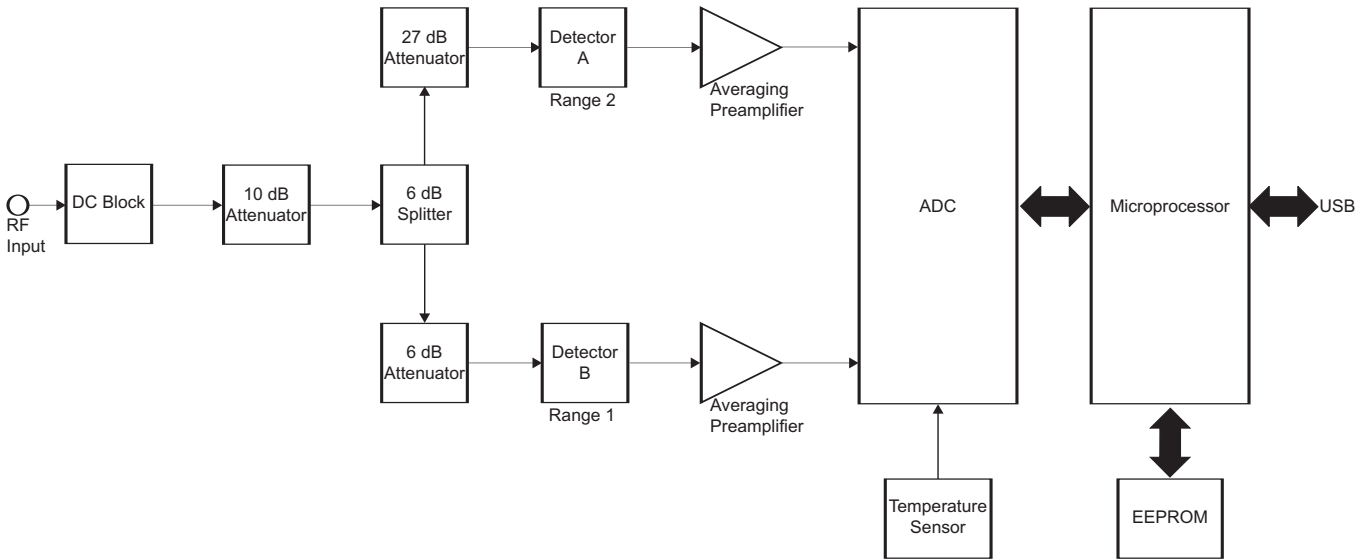 27 dB
Attenuator
Detector
A
Range 2
Averaging
Preamplifier
RF
Input
DC Block
10 dB
Attenuator
6 dB
Splitter
ADC
Microprocessor
USB
6 dB
Attenuator
Detector
B
Range 1
Averaging
Preamplifier
Temperature
Sensor
EEPROM